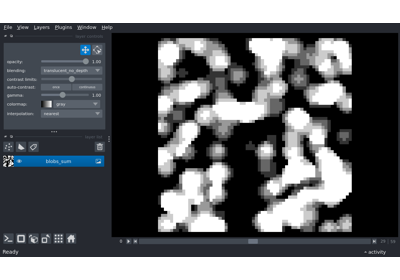 File View Layers Plugins Window Help
opacity: 1.00
blending: translucent_no_depth
contrast limits:
auto-contrast: once continuous
gamma: 1.00
colormap: gray
interpolation: nearest
blobs_sum
Ready
activity